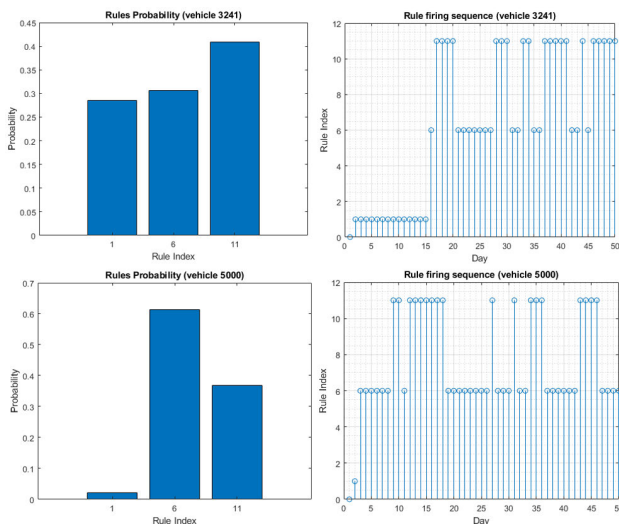 Rules Probability (vehicle 3241)
0.45
0.4
0.35
0.3
0.25
0.2
0.15
0.1
0.05
0
Probability
1 6 11
Rule Index
Rule firing sequence (vehicle 3241)
12
10
8
6
4
2
0
Rule Index
0 5 10 15 20 25 30 35 40 45 50
Day
Rules Probability (vehicle 5000)
0.7
0.6
0.5
0.4
0.3
0.2
0.1
0
Probability
1 6 11
Rule Index
Rule firing sequence (vehicle 5000)
12
10
8
6
4
2
0
Rule Index
0 5 10 15 20 25 30 35 40 45 50
Day